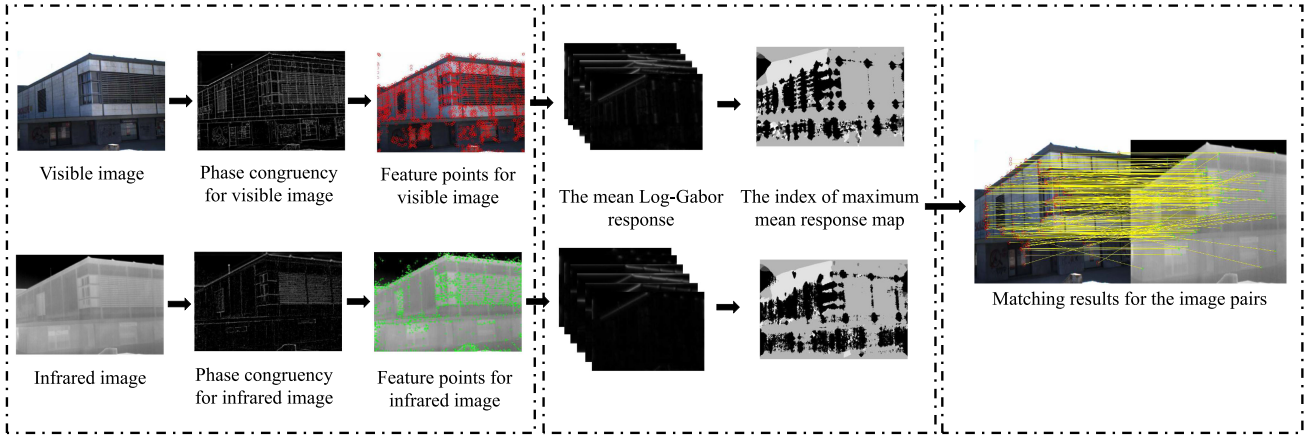 Visible image
Phase congruency
for visible image
Feature points for
visible image
Infrared image
Phase congruency
for infrared image
Feature points for
infrared image
The mean Log-Gabor
response
The index of maximum
mean response map
Matching results for the image pairs